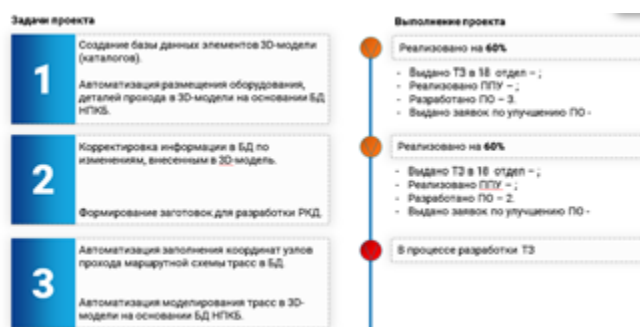 Задачи проекта
1
Создание базы данных элементов 3D-модели
(каталогов).
Автоматизация размещения оборудования,
деталей прохода в 3D-модели на основании БД
НПКБ.
2
Корректировка информации в БД по
изменениям, внесенным в 3D-модель.
Формирование заготовок для разработки РКД.
3
Автоматизация заполнения координат узлов
прохода маршрутной схемы трасс в БД.
Автоматизация моделирования трасс в 3D-
модели на основании БД НПКБ.
Выполнение проекта
Реализовано на 60%
- Выдано ТЗ в 18 отдел – ;
- Реализовано ППУ – ;
- Разработано ПО – 3.
- Выдано заявок по улучшению ПО -
Реализовано на 60%
- Выдано ТЗ в 18 отдел – ;
- Реализовано ППУ – ;
- Разработано ПО – 2.
- Выдано заявок по улучшению ПО -
В процессе разработки ТЗ